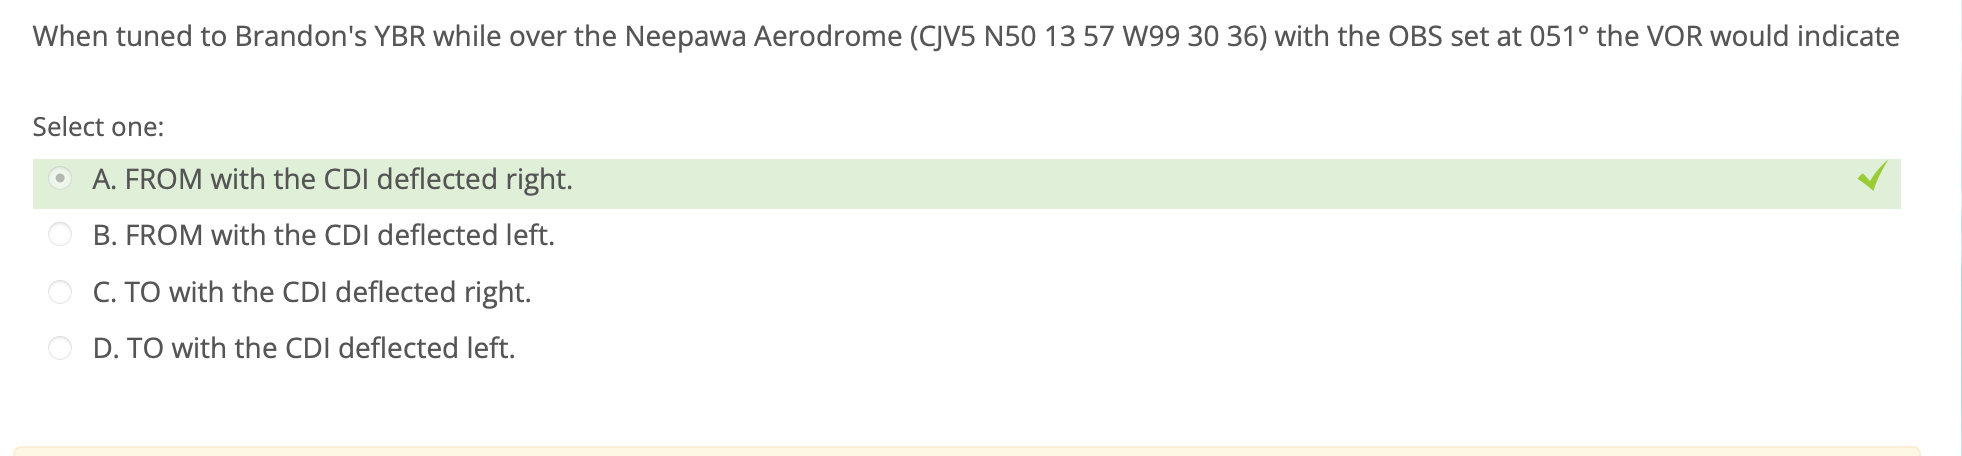 When tuned to Brandon's YBR while over the Neepawa Aerodrome (CJV5 N50 13 57 W99 30 36) with the OBS set at 051° the VOR would indicate
Select one:
A. FROM with the CDI deflected right.
B. FROM with the CDI deflected left.
C. TO with the CDI deflected right.
D. TO with the CDI deflected left.